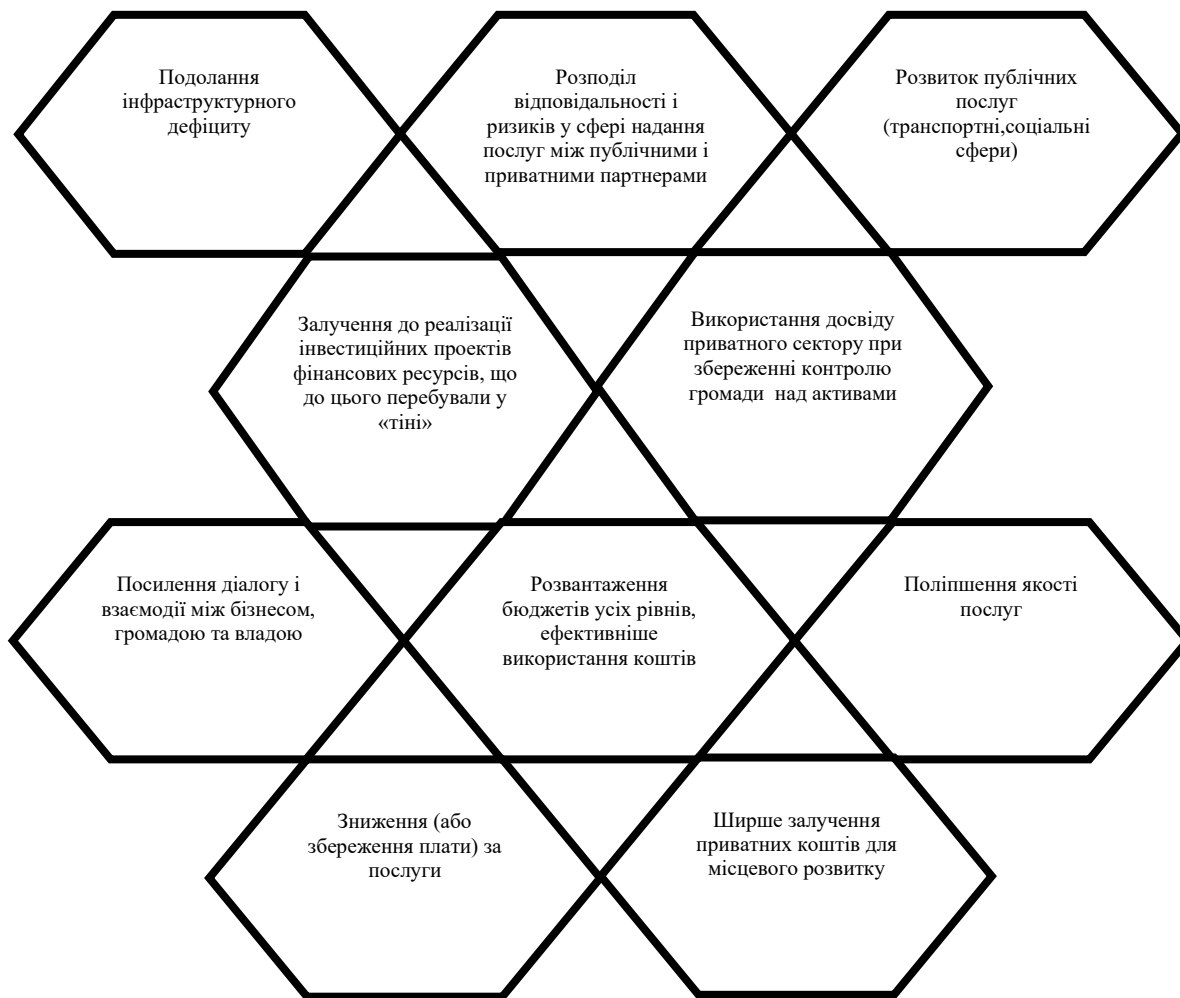 Подолання
інфраструктурного
дефіциту
Розподіл
відповідальності і
ризиків у сфері надання
послуг між публічними і
приватними партнерами
Розвиток публічних
послуг
(транспортні,соціальні
сфери)
Залучення до реалізації
інвестиційних проектів
фінансових ресурсів, що
до цього перебували у
«тіні»
Використання досвіду
приватного сектору при
збереженні контролю
громади над активами
Посилення діалогу і
взаємодії між бізнесом,
громадою та владою
Розвантаження
бюджетів усіх рівнів,
ефективніше
використання коштів
Поліпшення якості
послуг
Зниження (або
збереження плати) за
послуги
Ширше залучення
приватних коштів для
місцевого розвитку